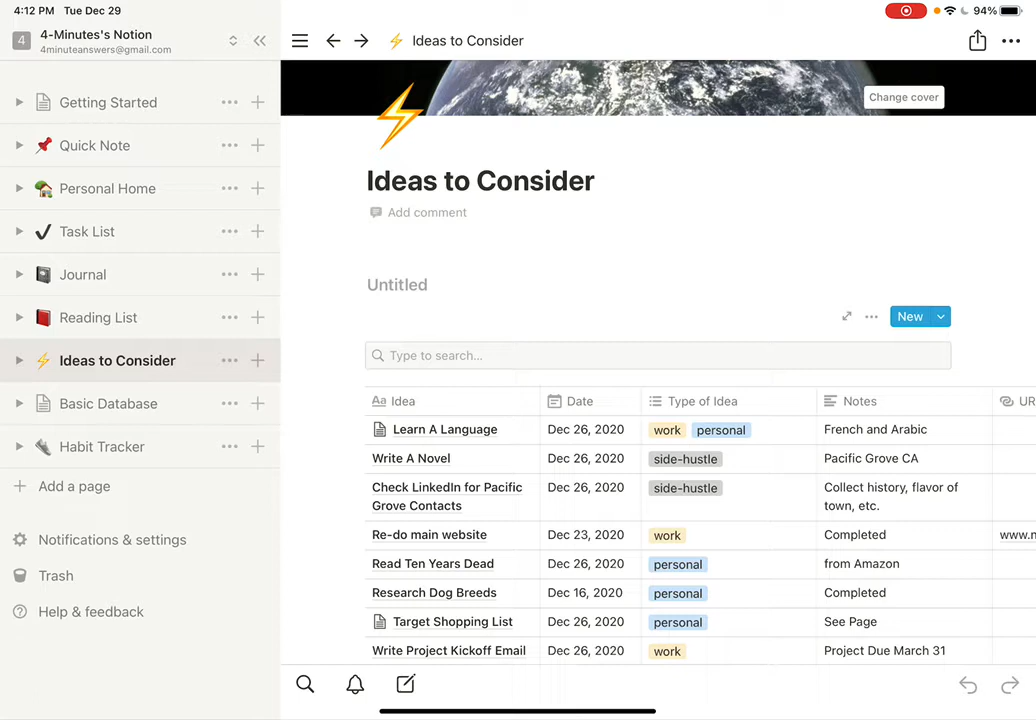 4:12 PM Tue Dec 29
94%
4
4-Minutes's Notion
4minuteanswers@gmail.com
Getting Started
Quick Note
Personal Home
Task List
Journal
Reading List
Ideas to Consider
Basic Database
Habit Tracker
Add a page
Notifications & settings
Trash
Help & feedback
Ideas to Consider
Change cover
Ideas to Consider
Add comment
Untitled
New
Type to search...
Aa Idea Date Type of Idea Notes UR
Learn A Language Dec 26, 2020 work personal French and Arabic
Write A Novel Dec 26, 2020 side-hustle Pacific Grove CA
Check LinkedIn for Pacific Dec 26, 2020 side-hustle Collect history, flavor of
Grove Contacts town, etc.
Re-do main website Dec 23, 2020 work Completed www.n
Read Ten Years Dead Dec 26, 2020 personal from Amazon
Research Dog Breeds Dec 16, 2020 personal Completed
Target Shopping List Dec 26, 2020 personal See Page
Write Project Kickoff Email Dec 26, 2020 work Project Due March 31